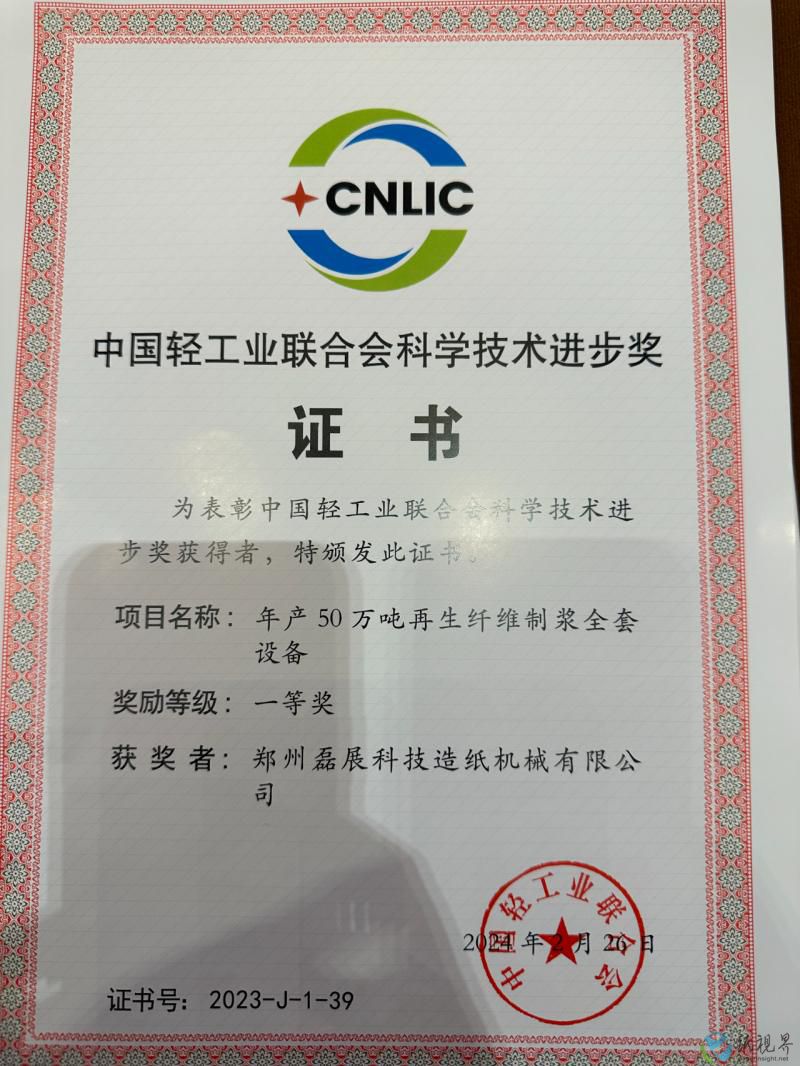 CNLIC
中国轻工业联合会科学技术进步奖
证 书
为表彰中国轻工业联合会科学技术进
步奖获得者，特颁发此证书。
项目名称：年产50万吨再生纤维制浆全套
设备
奖励等级：一等奖
获 奖 者：郑州磊展科技造纸机械有限公
司
中国轻工业联合会
2024年2月26日
证书号：2023-J-1-39
纸视界